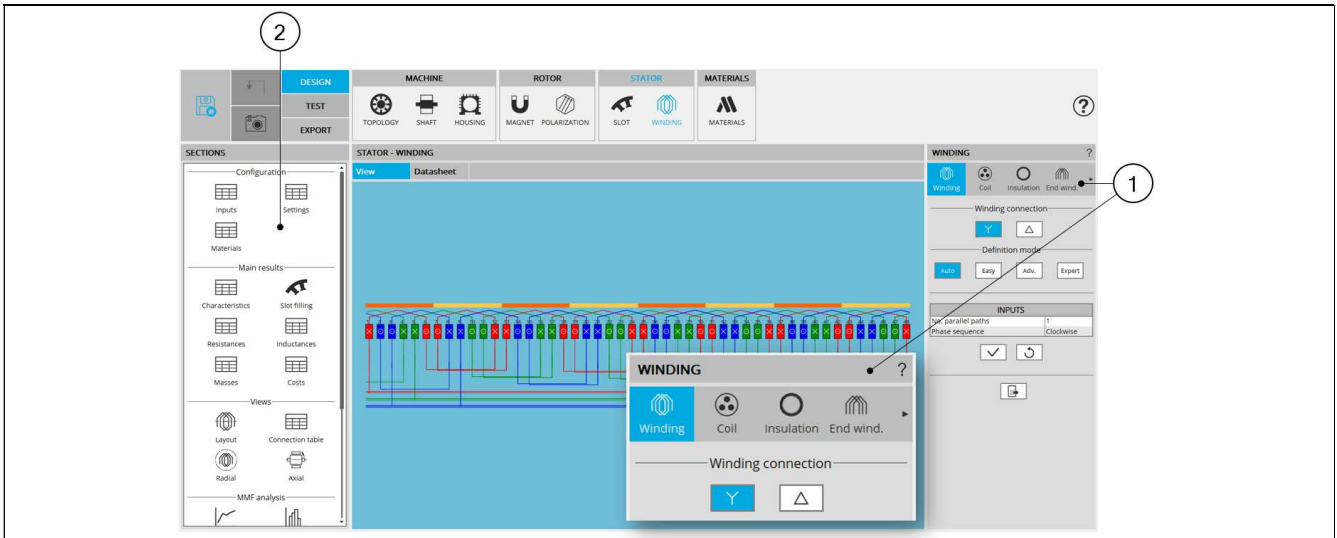 2
DESIGN
TEST
EXPORT
MACHINE
TOPOLOGY SHAFT HOUSING
ROTOR
MAGNET POLARIZATION
STATOR
SLOT WINDING
MATERIALS
MATERIALS
?
SECTIONS
Configuration
Inputs Settings
Materials
Main results
Characteristics Slot filling
Resistances Inductances
Masses Costs
Views
Layout Connection table
Radial Axial
MMF analysis
STATOR - WINDING
View Datasheet
WINDING ?
Winding Coil Insulation End wind.
Winding connection
Definition mode
Auto Easy Adv. Expert
INPUTS
No. parallel paths 1
Phase sequence Clockwise
1
WINDING ?
Winding Coil Insulation End wind.
Winding connection